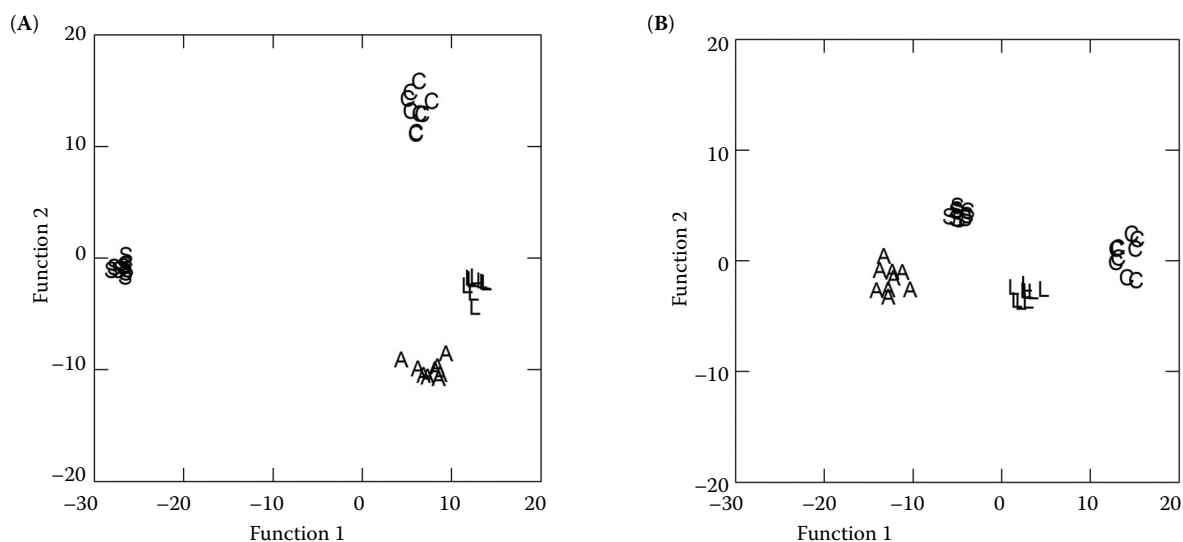 (A)
20
10
0
−10
−20
Function 2
C C C C C C C C C
S S S S S S S S S
L L L L L L L
A A A A A A A A A
−30 −20 −10 0 10 20
Function 1
(B)
20
10
0
−10
−20
Function 2
S S S S S S S S S
C C C C C C C C C
A A A A A A A A A
L L L L L L L
−30 −20 −10 0 10 20
Function 1